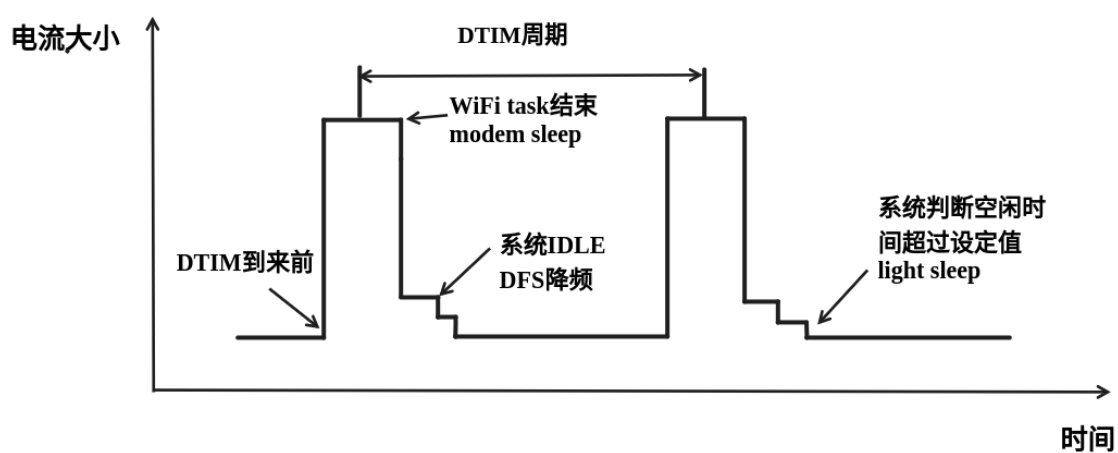 电流大小
DTIM周期
WiFi task结束
modem sleep
系统判断空闲时
间超过设定值
light sleep
系统IDLE
DFS降频
DTIM到来前
时间